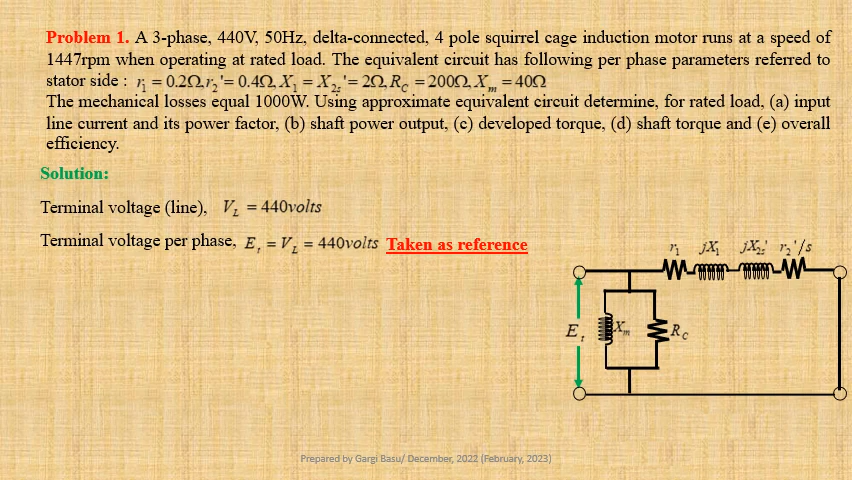 Problem 1. A 3-phase, 440V, 50Hz, delta-connected, 4 pole squirrel cage induction motor runs at a speed of
1447rpm when operating at rated load. The equivalent circuit has following per phase parameters referred to
stator side : r₁ = 0.2Ω, r₂'= 0.4Ω, X₁ = X₂ₛ'= 2Ω, R_C = 200Ω, X_m = 40Ω
The mechanical losses equal 1000W. Using approximate equivalent circuit determine, for rated load, (a) input
line current and its power factor, (b) shaft power output, (c) developed torque, (d) shaft torque and (e) overall
efficiency.
Solution:
Terminal voltage (line), V_L = 440volts
Terminal voltage per phase, E_t = V_L = 440volts Taken as reference
r₁ jX₁ jX₂ₛ' r₂'/s
E_t X_m R_C
Prepared by Gargi Basu/ December, 2022 (February, 2023)